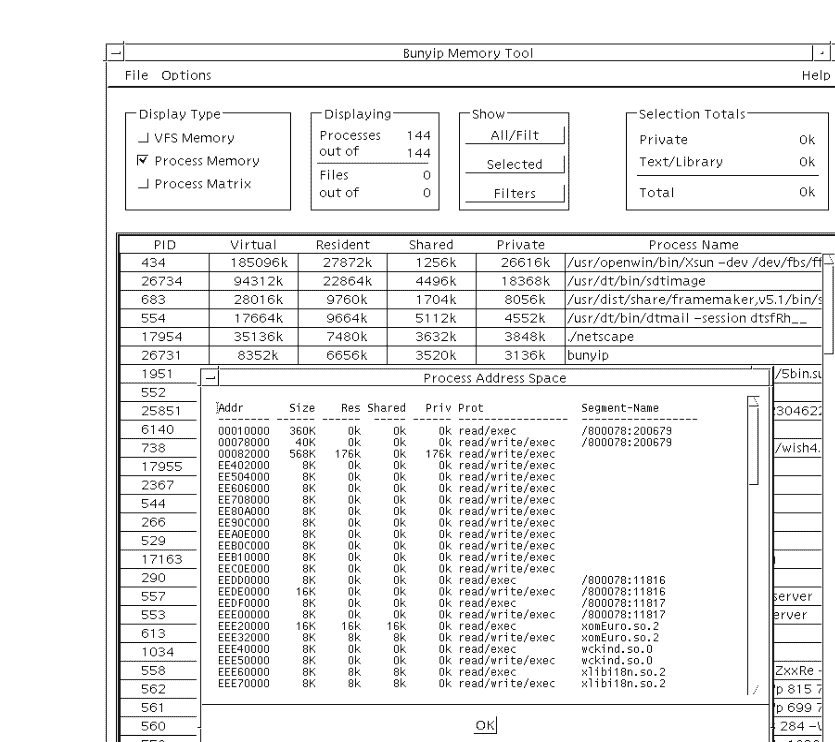 Bunyip Memory Tool
File Options Help
Display Type
VFS Memory
Process Memory
Process Matrix
Displaying
Processes 144
out of 144
Files 0
out of 0
Show
All/Filt
Selected
Filters
Selection Totals
Private 0k
Text/Library 0k
Total 0k
PID Virtual Resident Shared Private Process Name
434 185096k 27872k 1256k 26616k /usr/openwin/bin/Xsun -dev /dev/fbs/ff
26734 94312k 22864k 4496k 18368k /usr/dt/bin/sdtimage
683 28016k 9760k 1704k 8056k /usr/dist/share/framemaker,v5.1/bin/s
554 17664k 9664k 5112k 4552k /usr/dt/bin/dtmail -session dtsfRh__
17954 35136k 7480k 3632k 3848k ./netscape
26731 8352k 6656k 3520k 3136k bunyip
1951 /5bin.su
552
25851 2304622
6140
738 /wish4.
17955
2367
544
266
529
17163
290
557 server
553 erver
613
1034
558 ZxxRe -
562 'p 815 7
561 'p 699 7
560 284 -V
Process Address Space
Addr Size Res Shared Priv Prot Segment-Name
00010000 360K 0k 0k 0k read/exec /800078:200679
00078000 40K 0k 0k 0k read/write/exec /800078:200679
00082000 568K 176k 0k 176k read/write/exec
EE402000 8K 0k 0k 0k read/write/exec
EE504000 8K 0k 0k 0k read/write/exec
EE606000 8K 0k 0k 0k read/write/exec
EE708000 8K 0k 0k 0k read/write/exec
EE80A000 8K 0k 0k 0k read/write/exec
EE90C000 8K 0k 0k 0k read/write/exec
EEA0E000 8K 0k 0k 0k read/write/exec
EEB0C000 8K 0k 0k 0k read/write/exec
EEB10000 8K 0k 0k 0k read/write/exec
EEC0E000 8K 0k 0k 0k read/write/exec
EEDD0000 8K 0k 0k 0k read/exec /800078:11816
EEDE0000 16K 0k 0k 0k read/write/exec /800078:11816
EEDF0000 8K 0k 0k 0k read/exec /800078:11817
EEE00000 8K 0k 0k 0k read/write/exec /800078:11817
EEE20000 16K 16k 16k 0k read/exec xomEuro.so.2
EEE32000 8K 8k 8k 0k read/write/exec xomEuro.so.2
EEE40000 8K 0k 0k 0k read/exec wckind.so.0
EEE50000 8K 0k 0k 0k read/write/exec wckind.so.0
EEE60000 8K 8k 8k 0k read/exec xlibi18n.so.2
EEE70000 8K 8k 8k 0k read/write/exec xlibi18n.so.2
OK